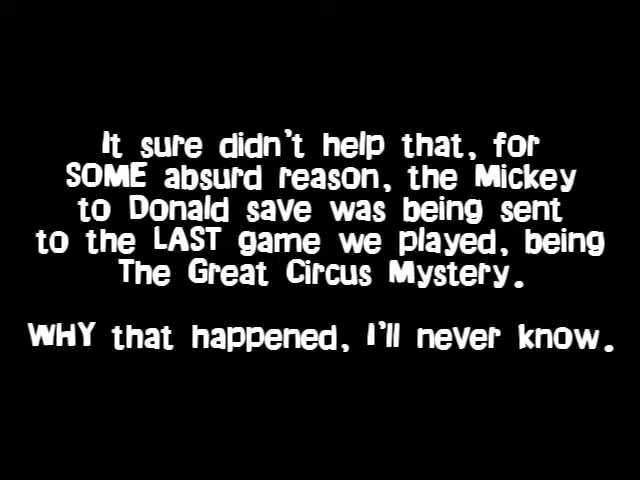 It sure didn't help that, for
SOME absurd reason, the Mickey
to Donald save was being sent
to the LAST game we played, being
The Great Circus Mystery.
WHY that happened, I'll never know.